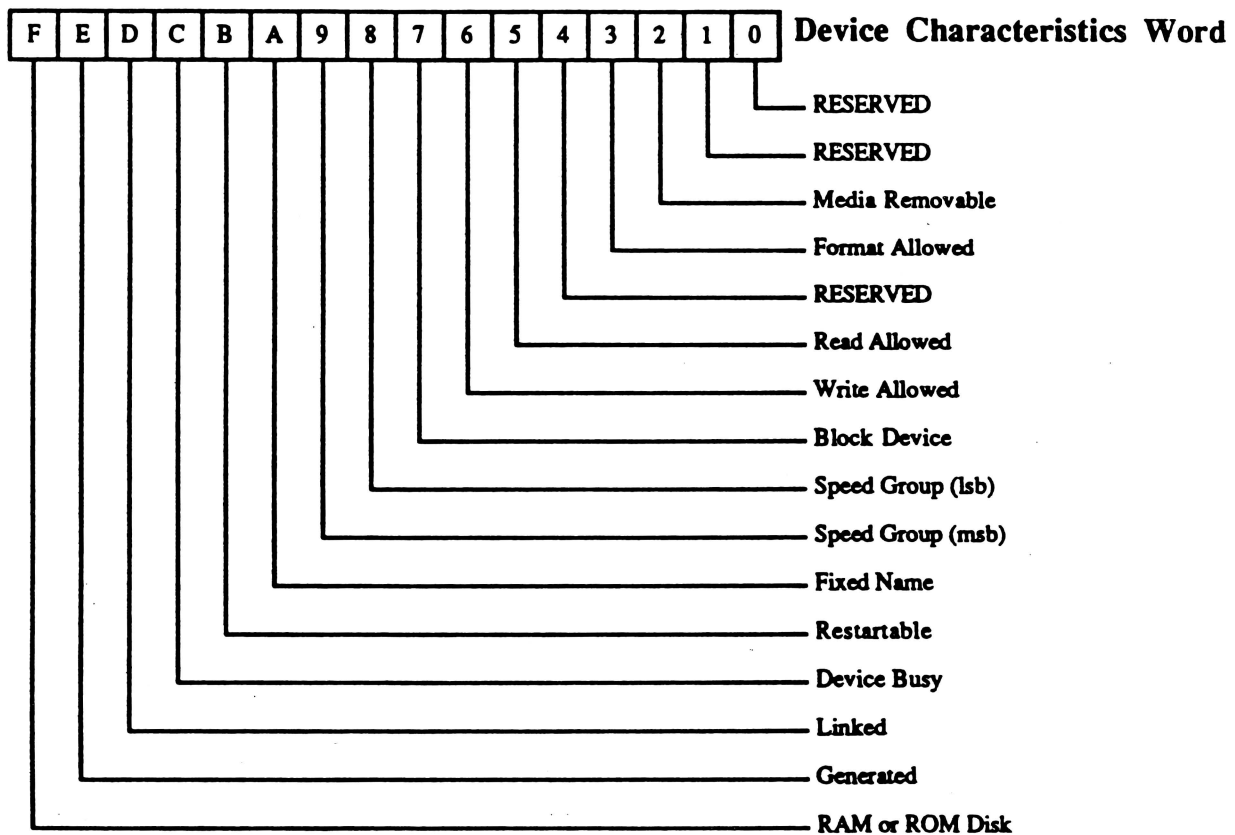 F E D C B A 9 8 7 6 5 4 3 2 1 0 Device Characteristics Word
RESERVED
RESERVED
Media Removable
Format Allowed
RESERVED
Read Allowed
Write Allowed
Block Device
Speed Group (lsb)
Speed Group (msb)
Fixed Name
Restartable
Device Busy
Linked
Generated
RAM or ROM Disk